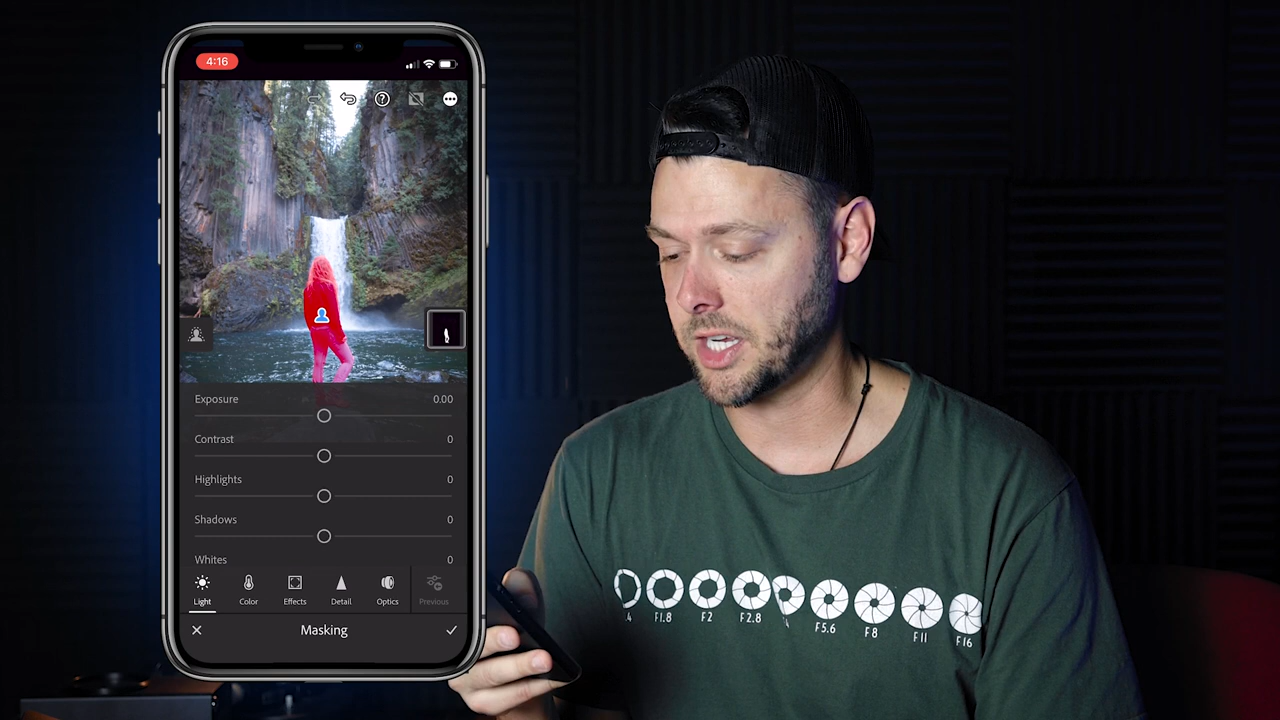 4:16
Exposure 0.00
Contrast 0
Highlights 0
Shadows 0
Whites 0
Light Color Effects Detail Optics Previous
Masking
F1.8 F2 F2.8 F5.6 F8 F11 F16